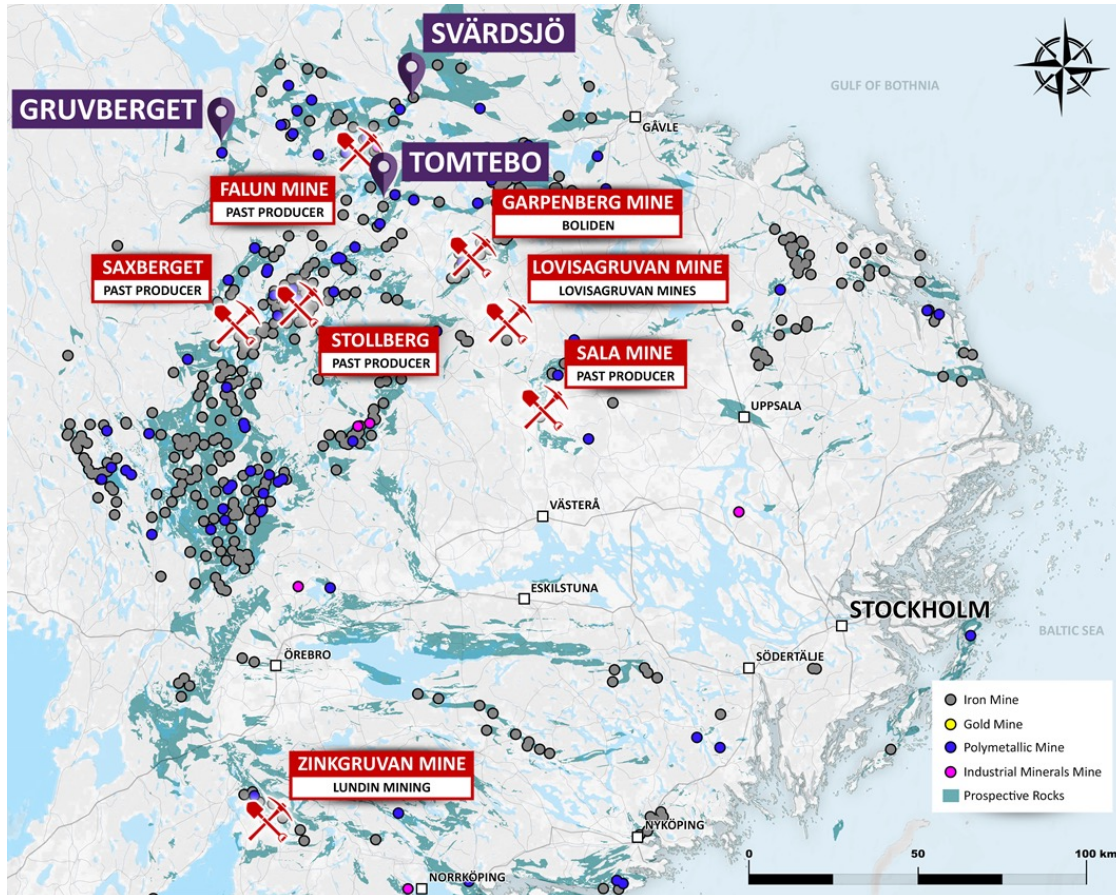 SVÄRDSJÖ
GULF OF BOTHNIA
GRUVBERGET
GÄVLE
TOMTEBO
FALUN MINE
PAST PRODUCER
GARPENBERG MINE
BOLIDEN
SAXBERGET
PAST PRODUCER
LOVISAGRUVAN MINE
LOVISAGRUVAN MINES
STOLLBERG
PAST PRODUCER
SALA MINE
PAST PRODUCER
UPPSALA
VÄSTERÅ
ESKILSTUNA
STOCKHOLM
BALTIC SEA
ÖREBRO
SÖDERTÄLJE
Iron Mine
Gold Mine
Polymetallic Mine
Industrial Minerals Mine
Prospective Rocks
ZINKGRUVAN MINE
LUNDIN MINING
NYKÖPING
NORRKÖPING
0 50 100 km